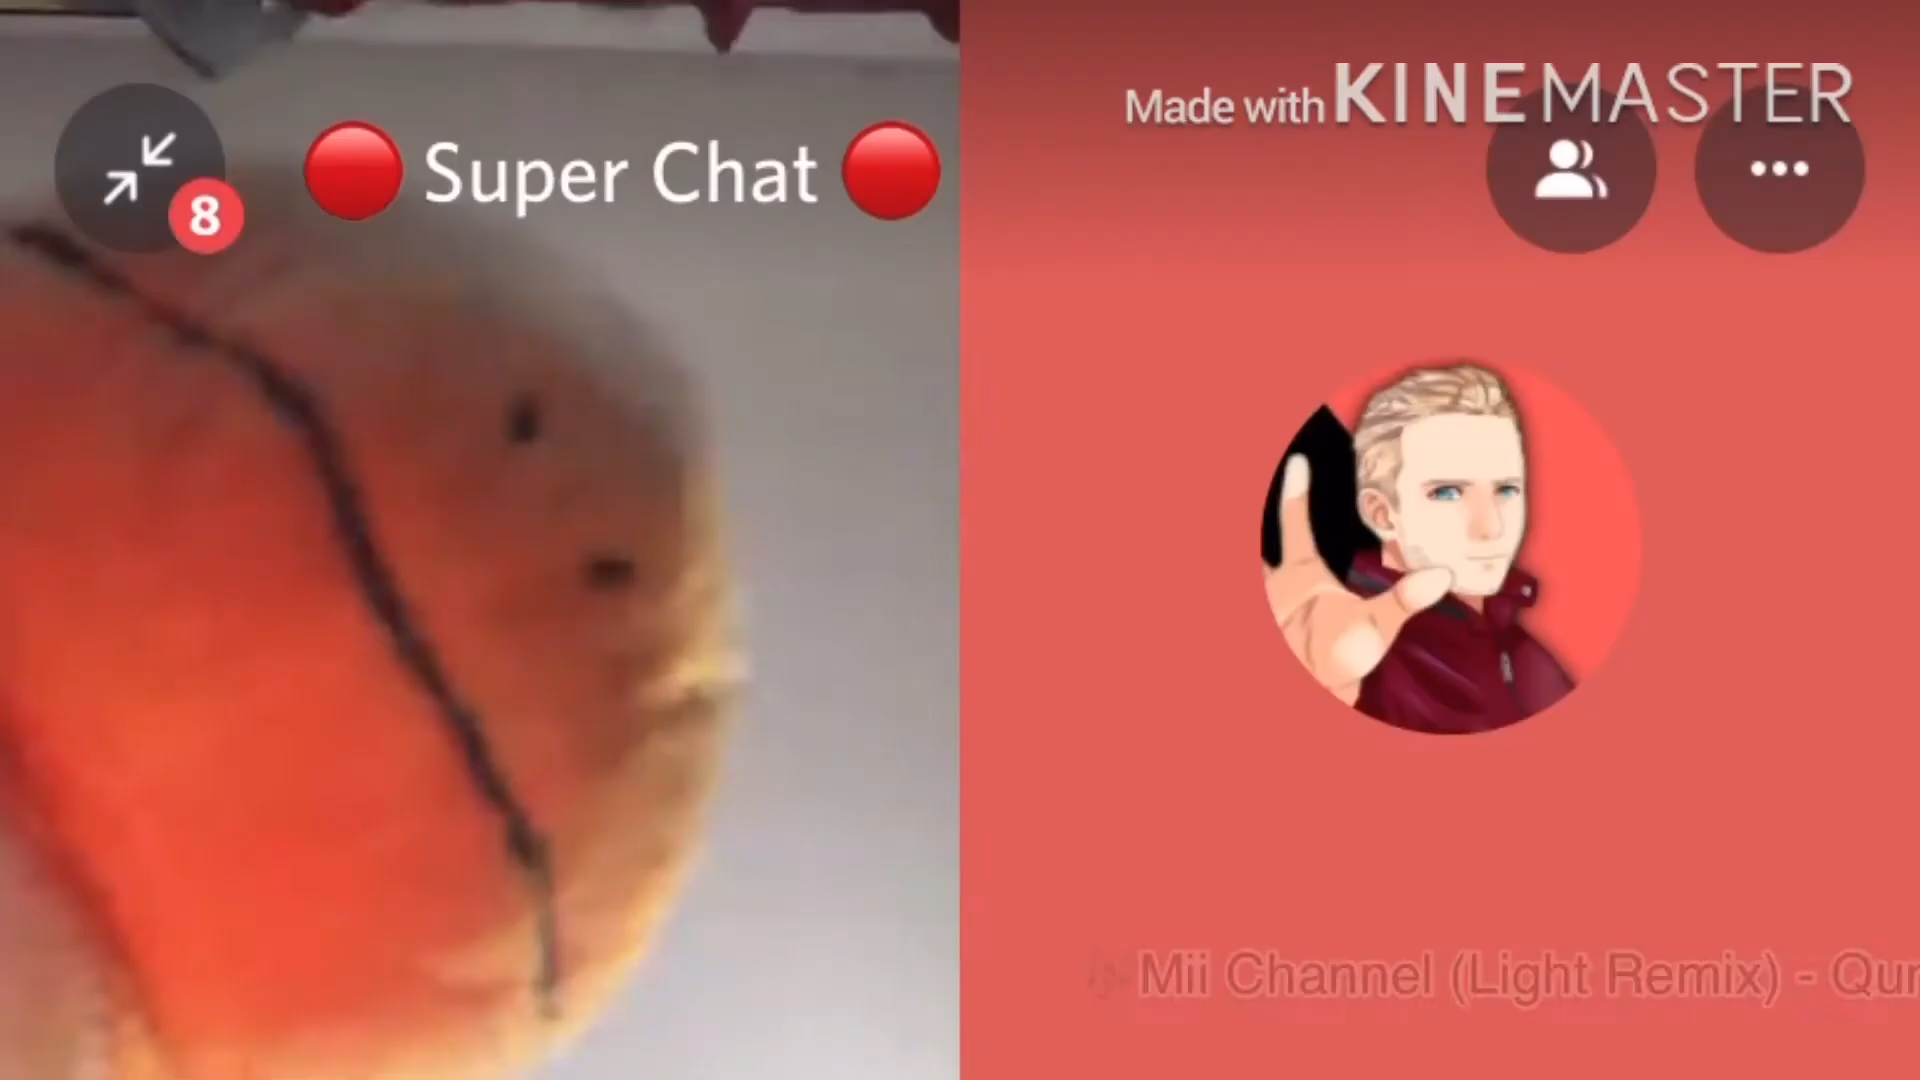 Made with KINEMASTER
🔴 Super Chat 🔴
8
Mii Channel (Light Remix) - Qu